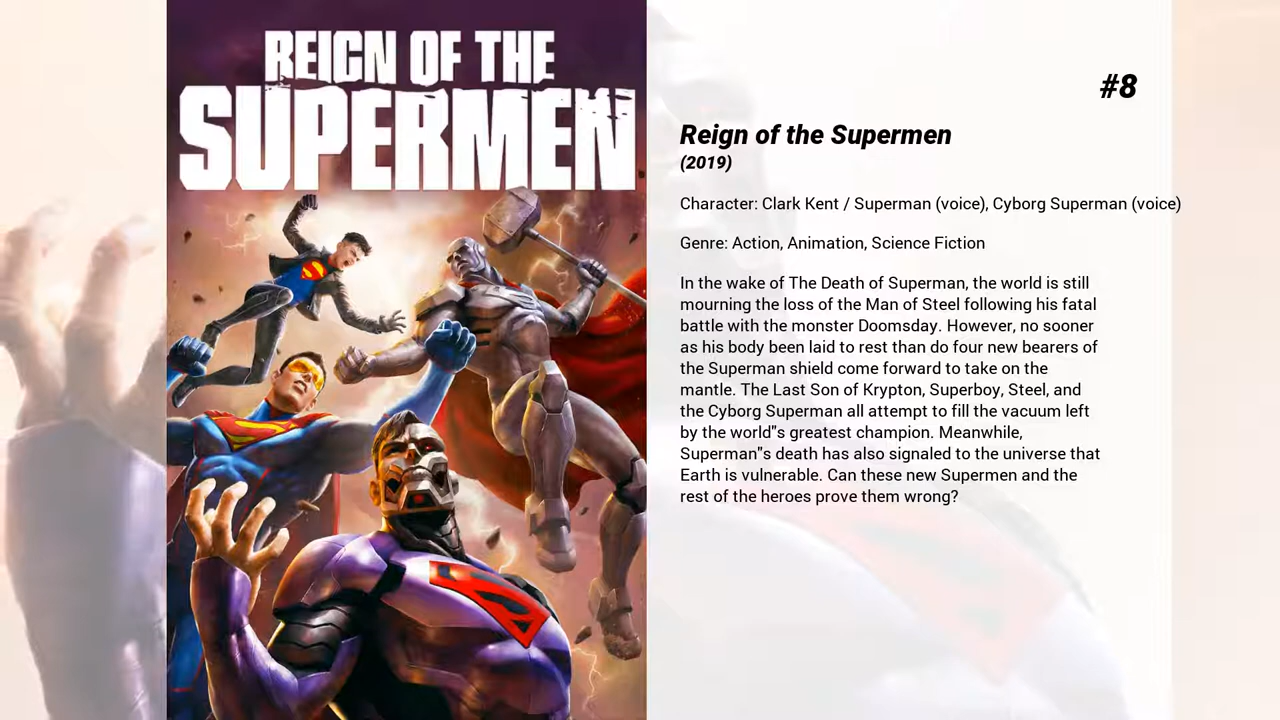 REIGN OF THE
SUPERMEN
#8
Reign of the Supermen
(2019)
Character: Clark Kent / Superman (voice), Cyborg Superman (voice)
Genre: Action, Animation, Science Fiction
In the wake of The Death of Superman, the world is still
mourning the loss of the Man of Steel following his fatal
battle with the monster Doomsday. However, no sooner
as his body been laid to rest than do four new bearers of
the Superman shield come forward to take on the
mantle. The Last Son of Krypton, Superboy, Steel, and
the Cyborg Superman all attempt to fill the vacuum left
by the world"s greatest champion. Meanwhile,
Superman"s death has also signaled to the universe that
Earth is vulnerable. Can these new Supermen and the
rest of the heroes prove them wrong?